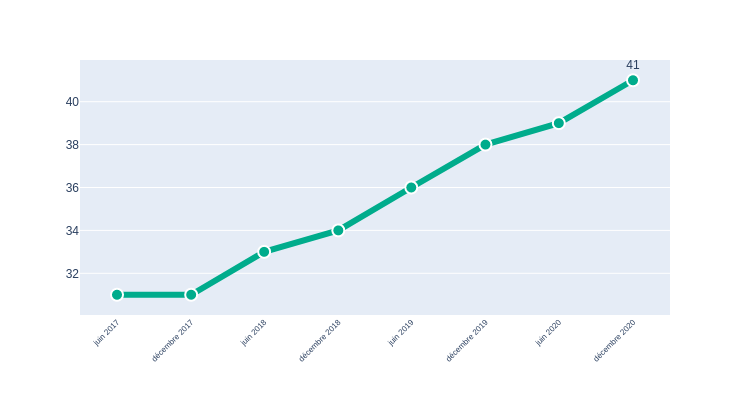 41
40
38
36
34
32
juin 2017
décembre 2017
juin 2018
décembre 2018
juin 2019
décembre 2019
juin 2020
décembre 2020